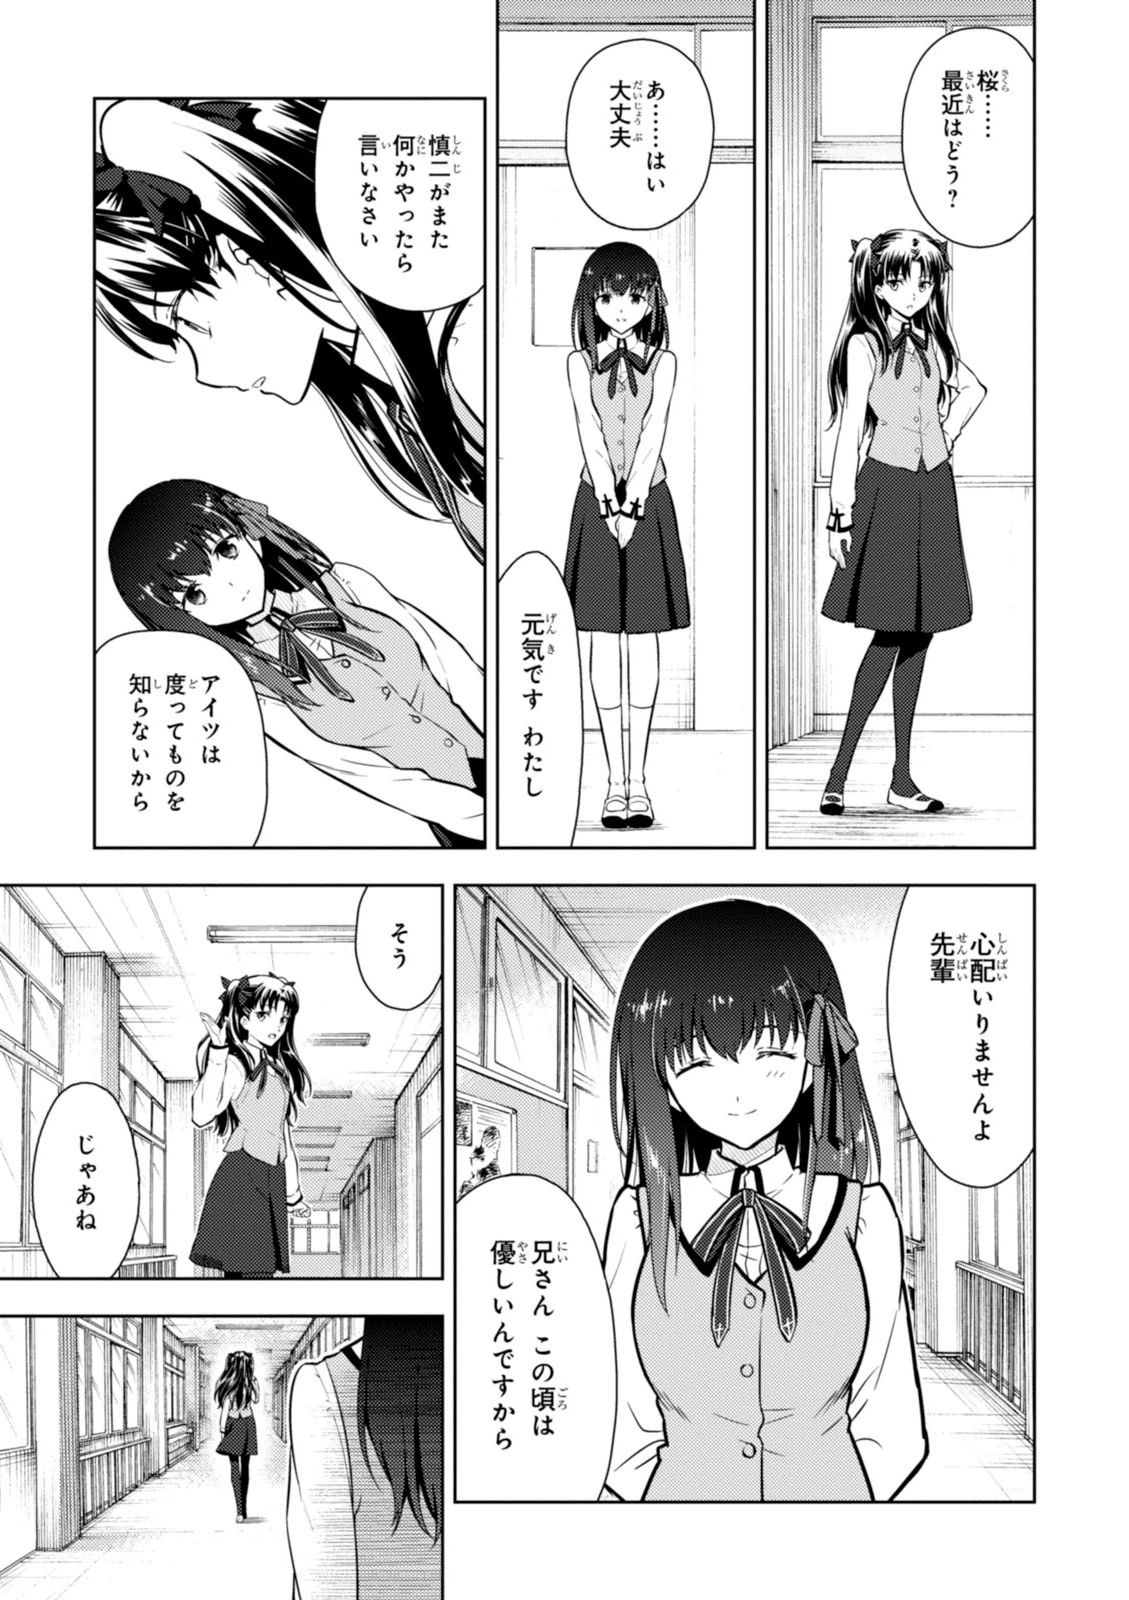 桜……
最近はどう？
あ……はい
大丈夫
元気です わたし
慎二がまた
何かやったら
言いなさい
アイツは
度ってものを
知らないから
心配いりませんよ
先輩
兄さん この頃は
優しいんですから
そう
じゃあね